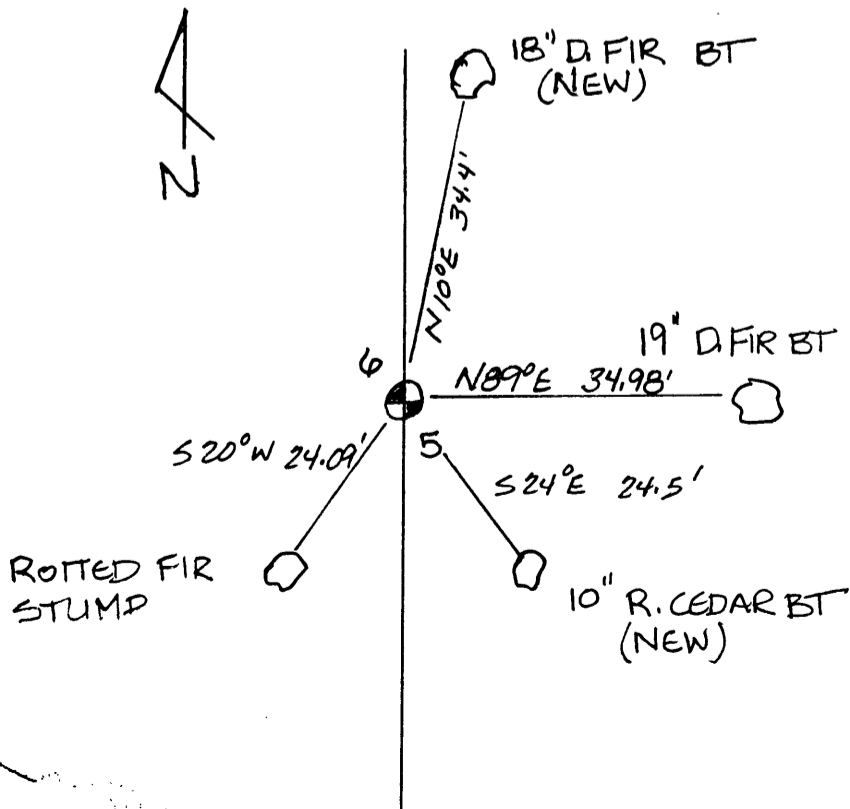 18" D. FIR BT
(NEW)
N
N10°E 34.4'
19" D. FIR BT
6
N89°E 34.98'
S20°W 24.09'
5
S24°E 24.5'
ROTTED FIR
STUMP
10" R. CEDAR BT
(NEW)